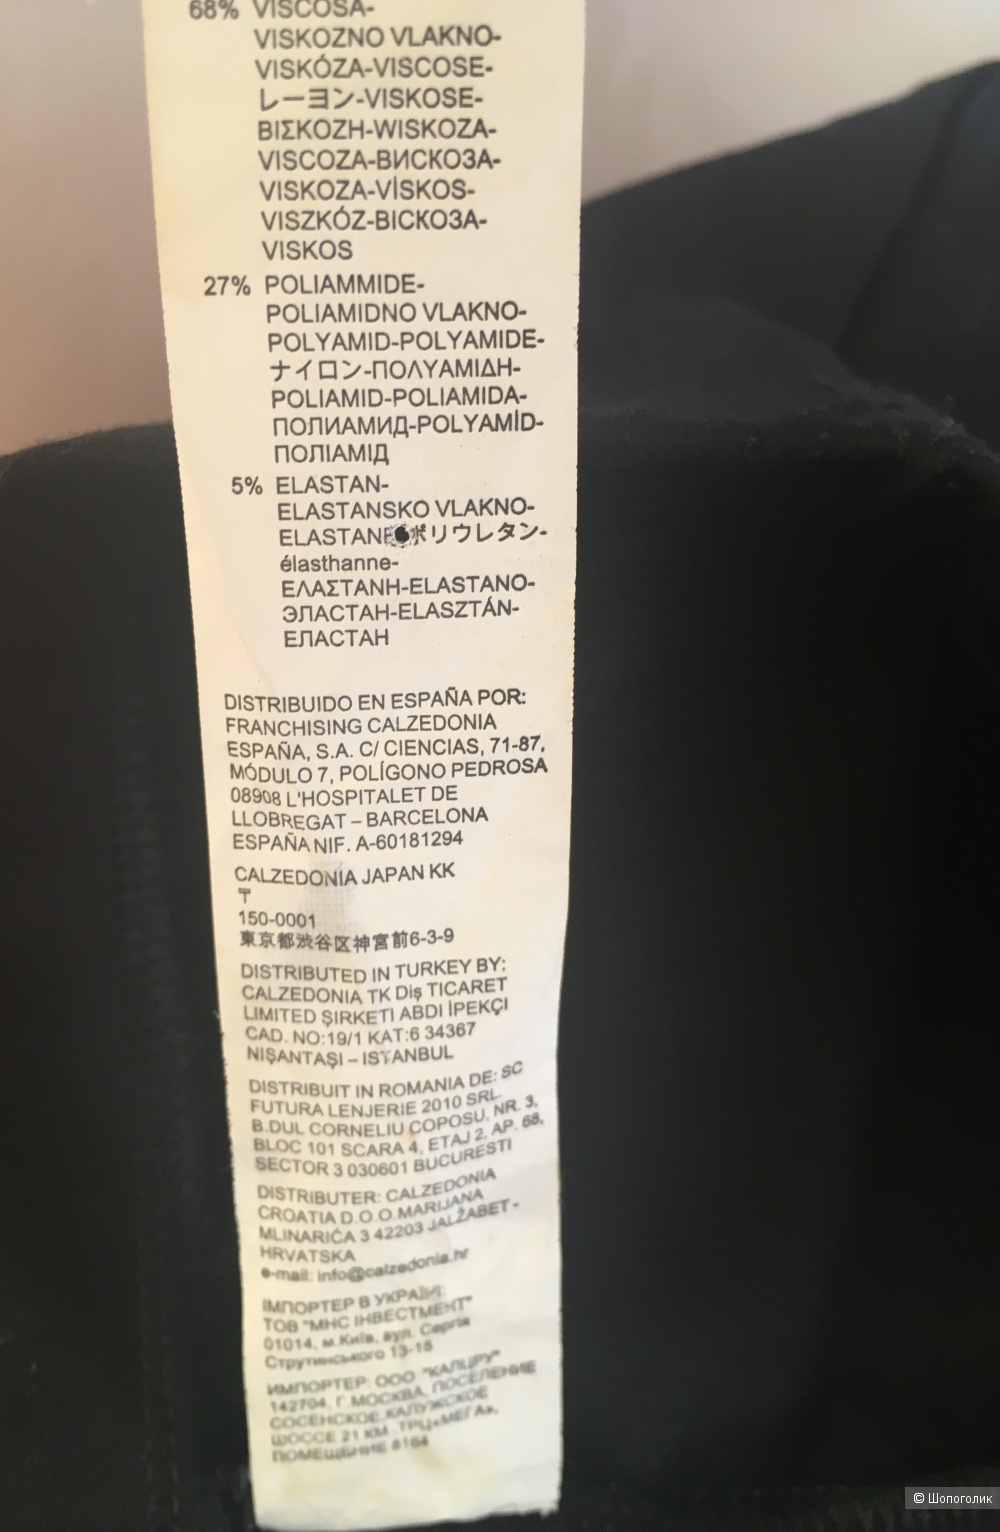 68% VISCOSA-
VISKOZNO VLAKNO-
VISKÓZA-VISCOSE-
レーヨン-VISKOSE-
ΒΙΣΚΟΖΗ-WISKOZA-
VISCOZA-ВИСКОЗА-
VISKOZA-VİSKOS-
VISZKÓZ-ВІСКОЗА-
VISKOS
27% POLIAMMIDE-
POLIAMIDNO VLAKNO-
POLYAMID-POLYAMIDE-
ナイロン-ΠΟΛΥΑΜΙΔΗ-
POLIAMID-POLIAMIDA-
ПОЛИАМИД-POLYAMİD-
ПОЛІАМІД
5% ELASTAN-
ELASTANSKO VLAKNO-
ELASTANE ポリウレタン-
élasthanne-
ΕΛΑΣΤΑΝΗ-ELASTANO-
ЭЛАСТАН-ELASZTÁN-
ЕЛАСТАН
DISTRIBUIDO EN ESPAÑA POR:
FRANCHISING CALZEDONIA
ESPAÑA, S.A. C/ CIENCIAS, 71-87,
MÓDULO 7, POLÍGONO PEDROSA
08908 L'HOSPITALET DE
LLOBREGAT – BARCELONA
ESPAÑA NIF. A-60181294
CALZEDONIA JAPAN KK
〒
150-0001
東京都渋谷区神宮前6-3-9
DISTRIBUTED IN TURKEY BY:
CALZEDONIA TK Diş TICARET
LIMITED ŞIRKETI ABDI İPEKÇI
CAD. NO:19/1 KAT:6 34367
NIŞANTAŞI – ISTANBUL
DISTRIBUIT IN ROMANIA DE: SC
FUTURA LENJERIE 2010 SRL
B.DUL CORNELIU COPOSU, NR. 3,
BLOC 101 SCARA 4, ETAJ 2, AP. 68,
SECTOR 3 030601 BUCURESTI
DISTRIBUTER: CALZEDONIA
CROATIA D.O.O.MARIJANA
MLINARIĆA 3 42203 JALŽABET -
HRVATSKA
e-mail: info@calzedonia.hr
ІМПОРТЕР В УКРАЇНІ:
ТОВ "МНС ІНВЕСТМЕНТ"
01014, м.Київ, вул. Сергія
Струтинського 13-15
ИМПОРТЕР: ООО "КАЛЦРУ"
142704, Г МОСКВА, ПОСЕЛЕНИЕ
СОСЕНСКОЕ, КАЛУЖСКОЕ
ШОССЕ 21 КМ , ТРЦ«МЕГА»,
ПОМЕЩЕНИЕ 8164
© Шопоголик